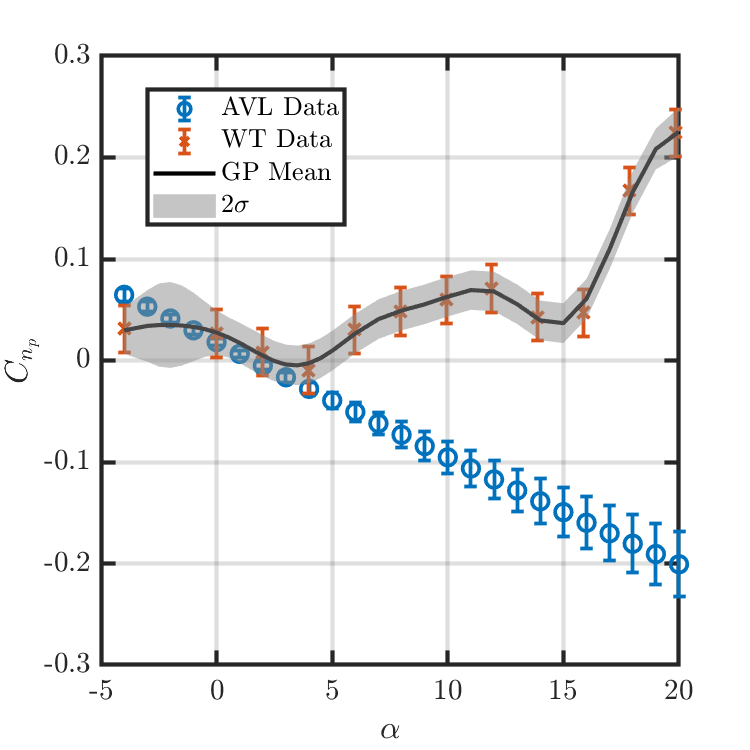 0.3
0.2
0.1
0
-0.1
-0.2
-0.3
AVL Data
WT Data
GP Mean
2σ
-5 0 5 10 15 20
α
C_{n_p}